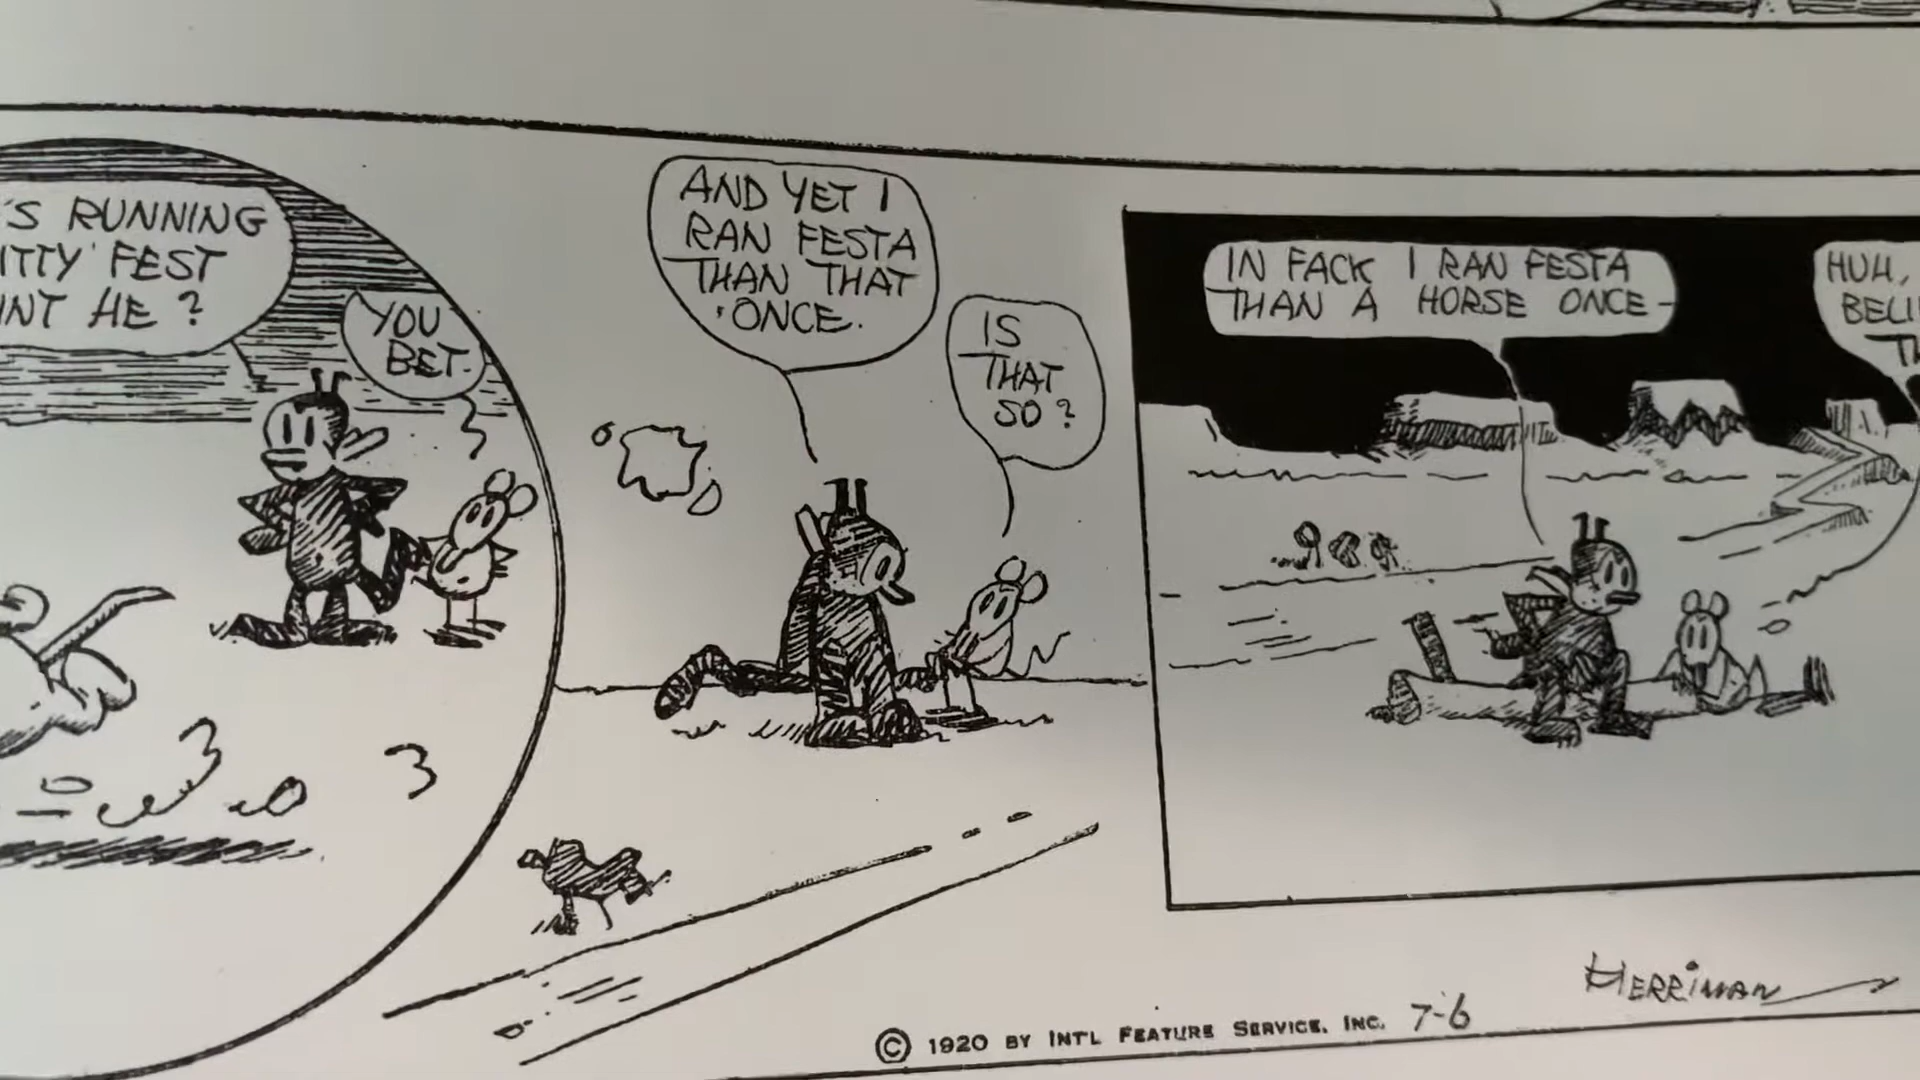 'S RUNNING
ITTY' FEST
INT HE ?
YOU
BET.
AND YET I
RAN FESTA
THAN THAT
ONCE.
IS
THAT
SO ?
IN FACK I RAN FESTA
THAN A HORSE ONCE -
HUH,
BELI
TH
HERRIMAN
© 1920 BY INT'L FEATURE SERVICE, INC. 7-6